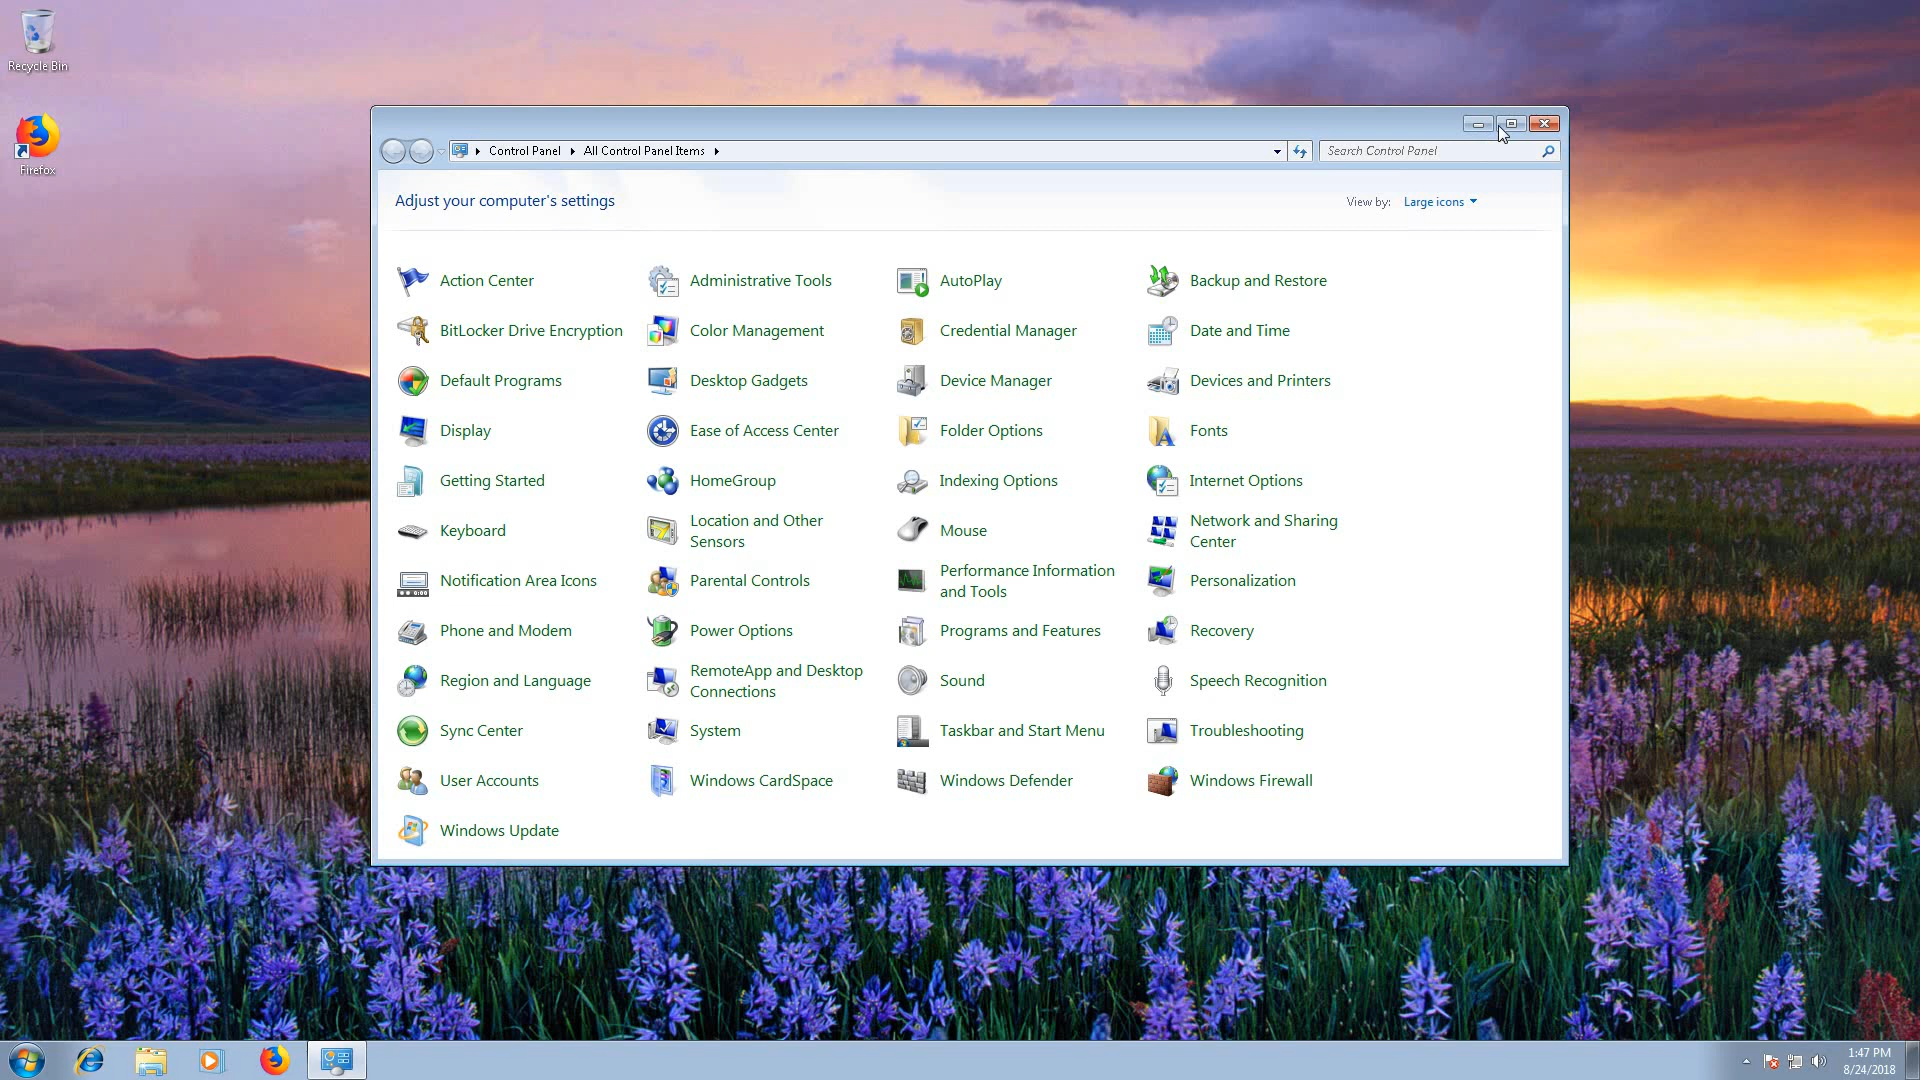 Recycle Bin
Firefox
Control Panel
All Control Panel Items
Search Control Panel
Adjust your computer's settings
View by: Large icons
Action Center
Administrative Tools
AutoPlay
Backup and Restore
BitLocker Drive Encryption
Color Management
Credential Manager
Date and Time
Default Programs
Desktop Gadgets
Device Manager
Devices and Printers
Display
Ease of Access Center
Folder Options
Fonts
Getting Started
HomeGroup
Indexing Options
Internet Options
Keyboard
Location and Other
Sensors
Mouse
Network and Sharing
Center
Notification Area Icons
Parental Controls
Performance Information
and Tools
Personalization
Phone and Modem
Power Options
Programs and Features
Recovery
Region and Language
RemoteApp and Desktop
Connections
Sound
Speech Recognition
Sync Center
System
Taskbar and Start Menu
Troubleshooting
User Accounts
Windows CardSpace
Windows Defender
Windows Firewall
Windows Update
1:47 PM
8/24/2018